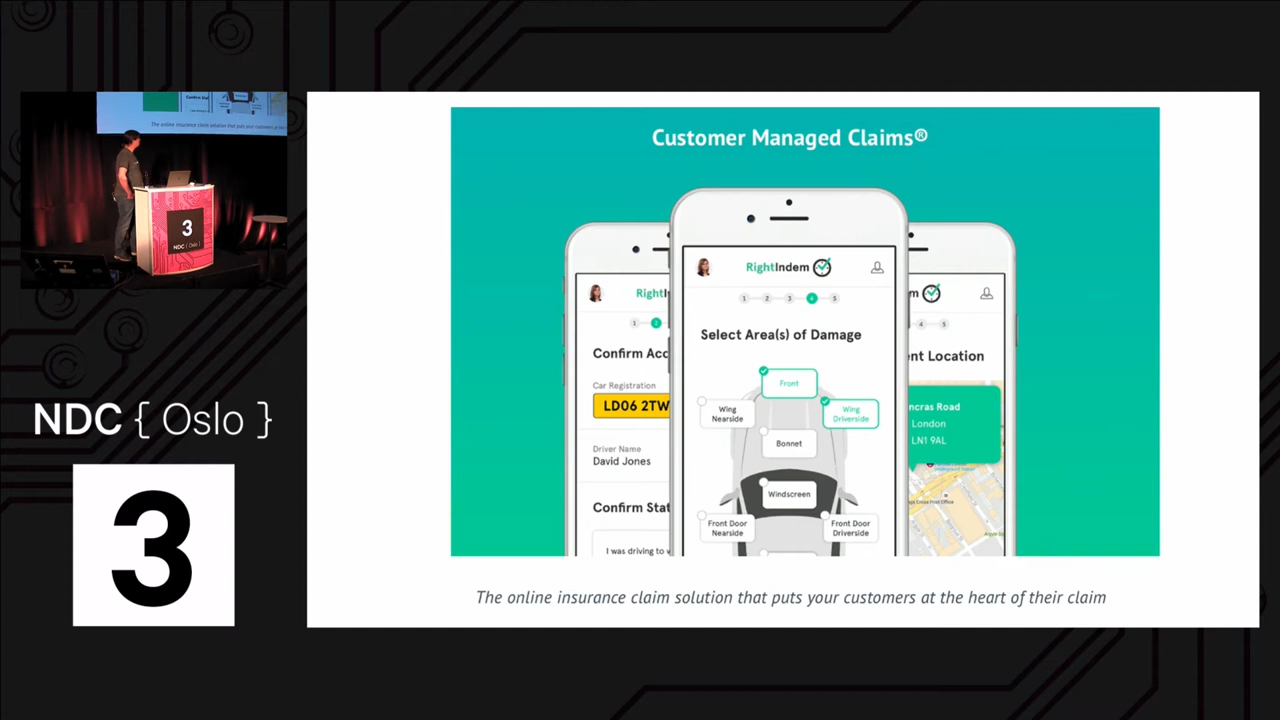 Customer Managed Claims®
RightIndem
1 2 3 4 5
Select Area(s) of Damage
Front
Wing
Nearside
Wing
Driverside
Bonnet
Windscreen
Front Door
Nearside
Front Door
Driverside
RightI
1 2
Confirm Acc
Car Registration
LD06 2TW
Driver Name
David Jones
Confirm Stat
I was driving to w
m
4 5
ent Location
ncras Road
London
LN1 9AL
The online insurance claim solution that puts your customers at the heart of their claim
3
NDC { Oslo }
NDC { Oslo }
3